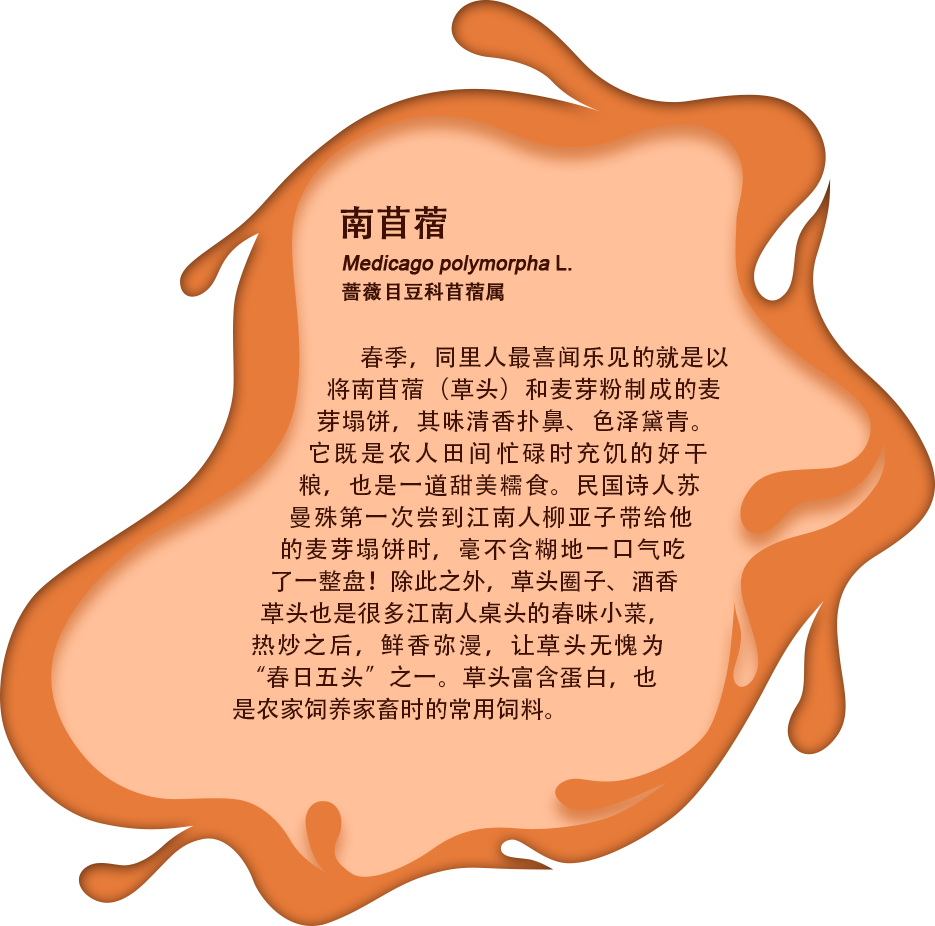 南苜蓿
Medicago polymorpha L.
蔷薇目豆科苜蓿属
春季，同里人最喜闻乐见的就是以
将南苜蓿（草头）和麦芽粉制成的麦
芽塌饼，其味清香扑鼻、色泽黛青。
它既是农人田间忙碌时充饥的好干
粮，也是一道甜美糯食。民国诗人苏
曼殊第一次尝到江南人柳亚子带给他
的麦芽塌饼时，毫不含糊地一口气吃
了一整盘！除此之外，草头圈子、酒香
草头也是很多江南人桌头的春味小菜，
热炒之后，鲜香弥漫，让草头无愧为
“春日五头”之一。草头富含蛋白，也
是农家饲养家畜时的常用饲料。